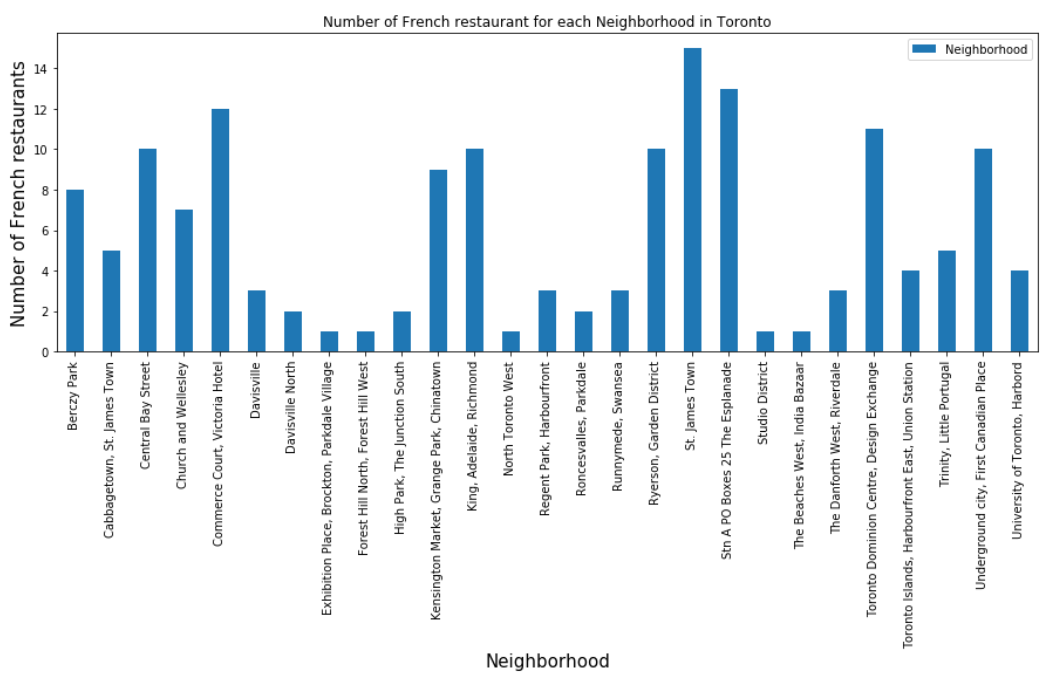 Number of French restaurant for each Neighborhood in Toronto
Neighborhood
Number of French restaurants
14
12
10
8
6
4
2
0
Berczy Park
Cabbagetown, St. James Town
Central Bay Street
Church and Wellesley
Commerce Court, Victoria Hotel
Davisville
Davisville North
Exhibition Place, Brockton, Parkdale Village
Forest Hill North, Forest Hill West
High Park, The Junction South
Kensington Market, Grange Park, Chinatown
King, Adelaide, Richmond
North Toronto West
Regent Park, Harbourfront
Roncesvalles, Parkdale
Runnymede, Swansea
Ryerson, Garden District
St. James Town
Stn A PO Boxes 25 The Esplanade
Studio District
The Beaches West, India Bazaar
The Danforth West, Riverdale
Toronto Dominion Centre, Design Exchange
Toronto Islands, Harbourfront East, Union Station
Trinity, Little Portugal
Underground city, First Canadian Place
University of Toronto, Harbord
Neighborhood